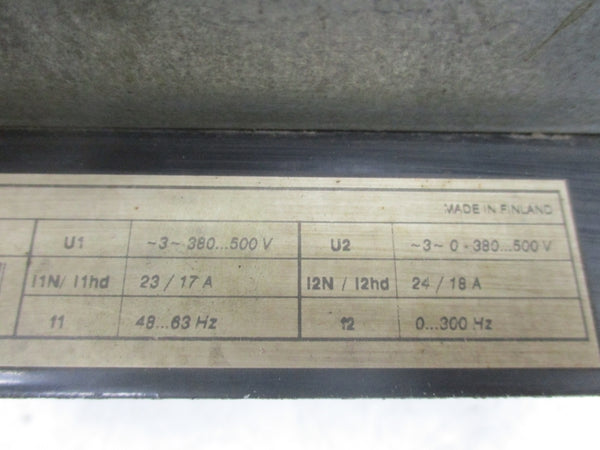 MADE IN FINLAND
U1 ~3~ 380...500 V U2 ~3~ 0 - 380...500 V
I1N/ I1hd 23 / 17 A I2N / I2hd 24 / 18 A
f1 48...63 Hz f2 0...300 Hz